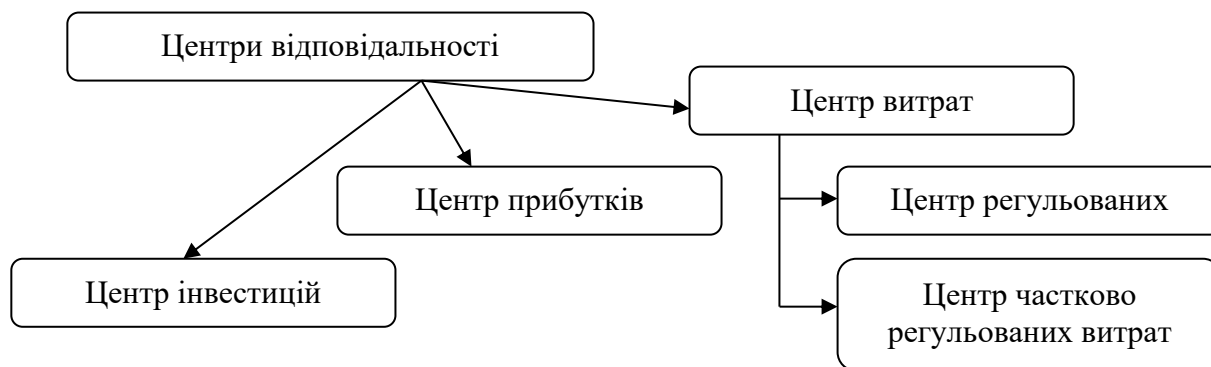 Центри відповідальності
Центр витрат
Центр прибутків
Центр регульованих
Центр інвестицій
Центр частково
регульованих витрат